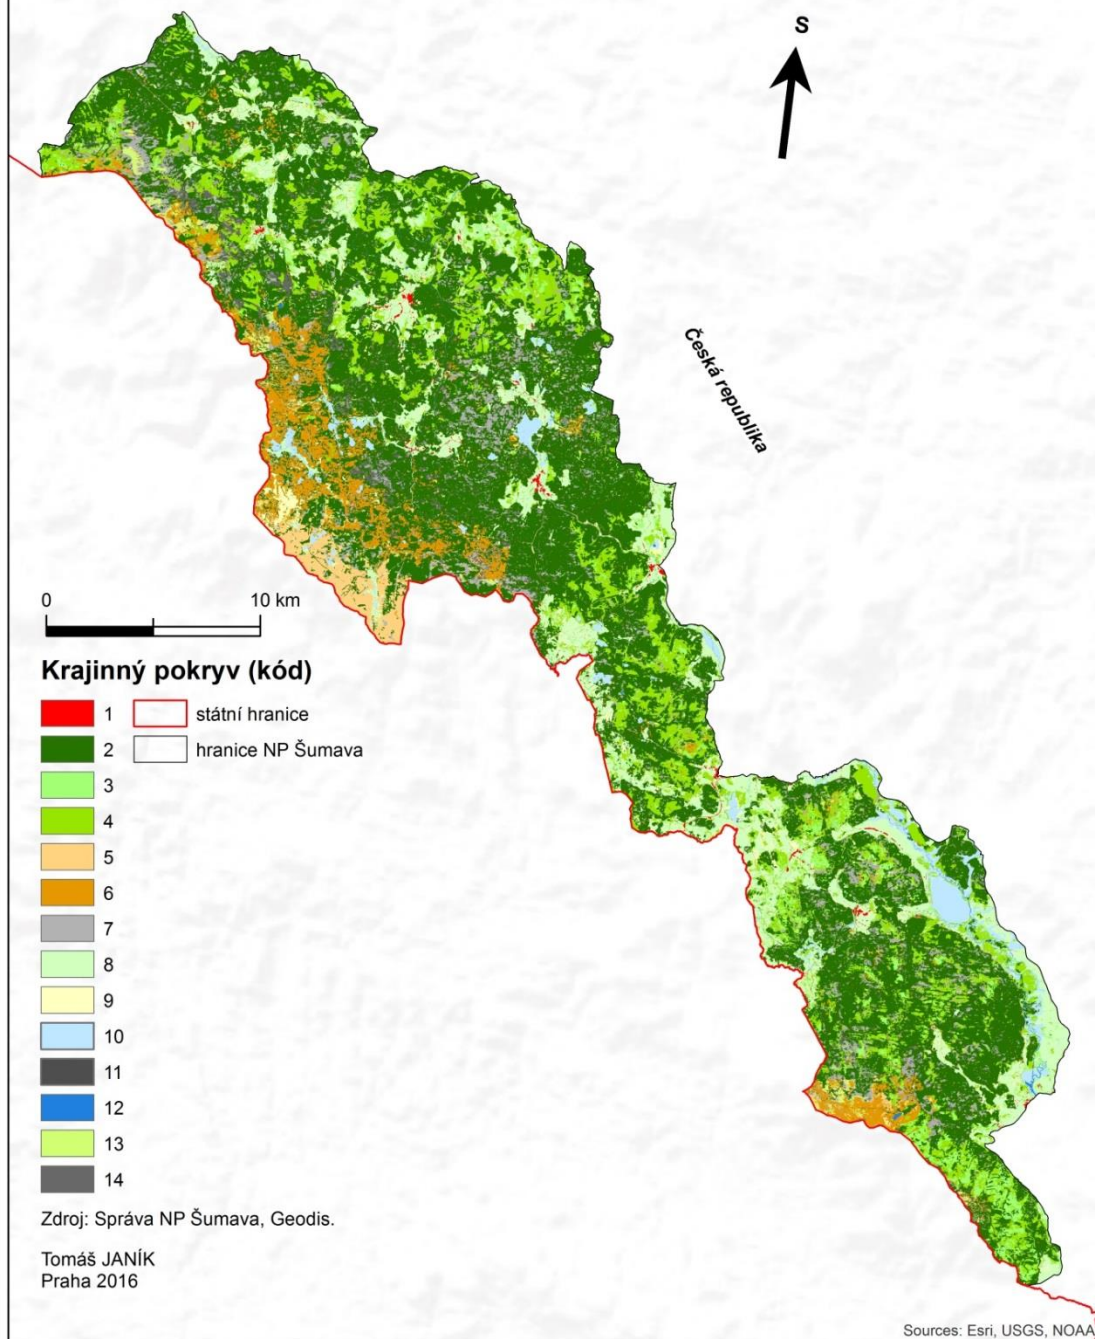 S
Česká republika
0 10 km
Krajinný pokryv (kód)
1 státní hranice
2 hranice NP Šumava
3
4
5
6
7
8
9
10
11
12
13
14
Zdroj: Správa NP Šumava, Geodis.
Tomáš JANÍK
Praha 2016
Sources: Esri, USGS, NOAA